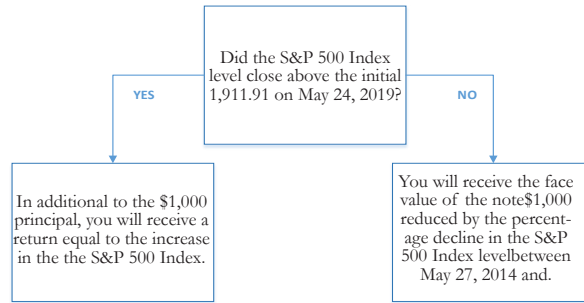 Did the S&P 500 Index
level close above the initial
1,911.91 on May 24, 2019?
YES
NO
In additional to the $1,000
principal, you will receive a
return equal to the increase
in the the S&P 500 Index.
You will receive the face
value of the note$1,000
reduced by the percent-
age decline in the S&P
500 Index levelbetween
May 27, 2014 and.